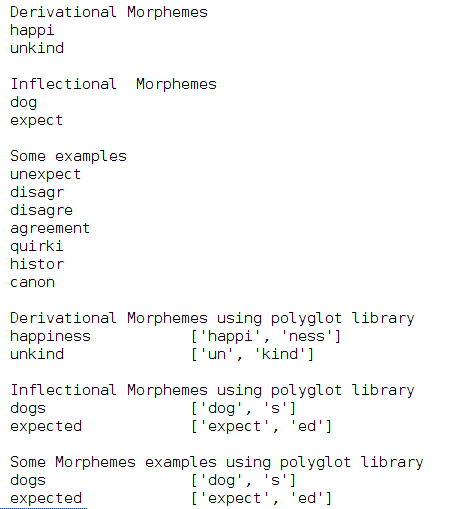 Derivational Morphemes
happi
unkind

Inflectional  Morphemes
dog
expect

Some examples
unexpect
disagr
disagre
agreement
quirki
histor
canon

Derivational Morphemes using polyglot library
happiness           ['happi', 'ness']
unkind              ['un', 'kind']

Inflectional Morphemes using polyglot library
dogs                ['dog', 's']
expected            ['expect', 'ed']

Some Morphemes examples using polyglot library
dogs                ['dog', 's']
expected            ['expect', 'ed']